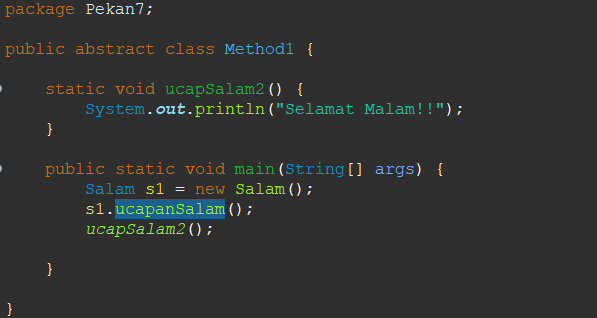 package Pekan7;
public abstract class Method1 {
static void ucapSalam2() {
System.out.println("Selamat Malam!!");
}
public static void main(String[] args) {
Salam s1 = new Salam();
s1.ucapanSalam();
ucapSalam2();
}
}